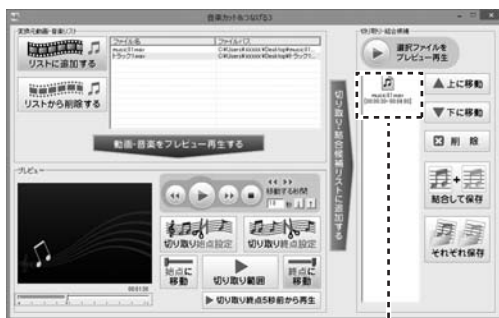 音楽カット&つなげる3
変換元動画・音楽リスト
リストに追加する
リストから削除する
ファイル名
ファイルパス
music01.wav
トラック1.wav
動画・音楽をプレビュー再生する
切り取り・結合候補リストに追加する
プレビュー
移動する秒間
10 秒
切り取り始点設定
切り取り終点設定
始点に
移動
切り取り範囲
終点に
移動
▶ 切り取り終点5秒前から再生
切り取り・結合候補
選択ファイルを
プレビュー再生
music01.wav
▲上に移動
▼下に移動
削 除
結合して保存
それぞれ保存